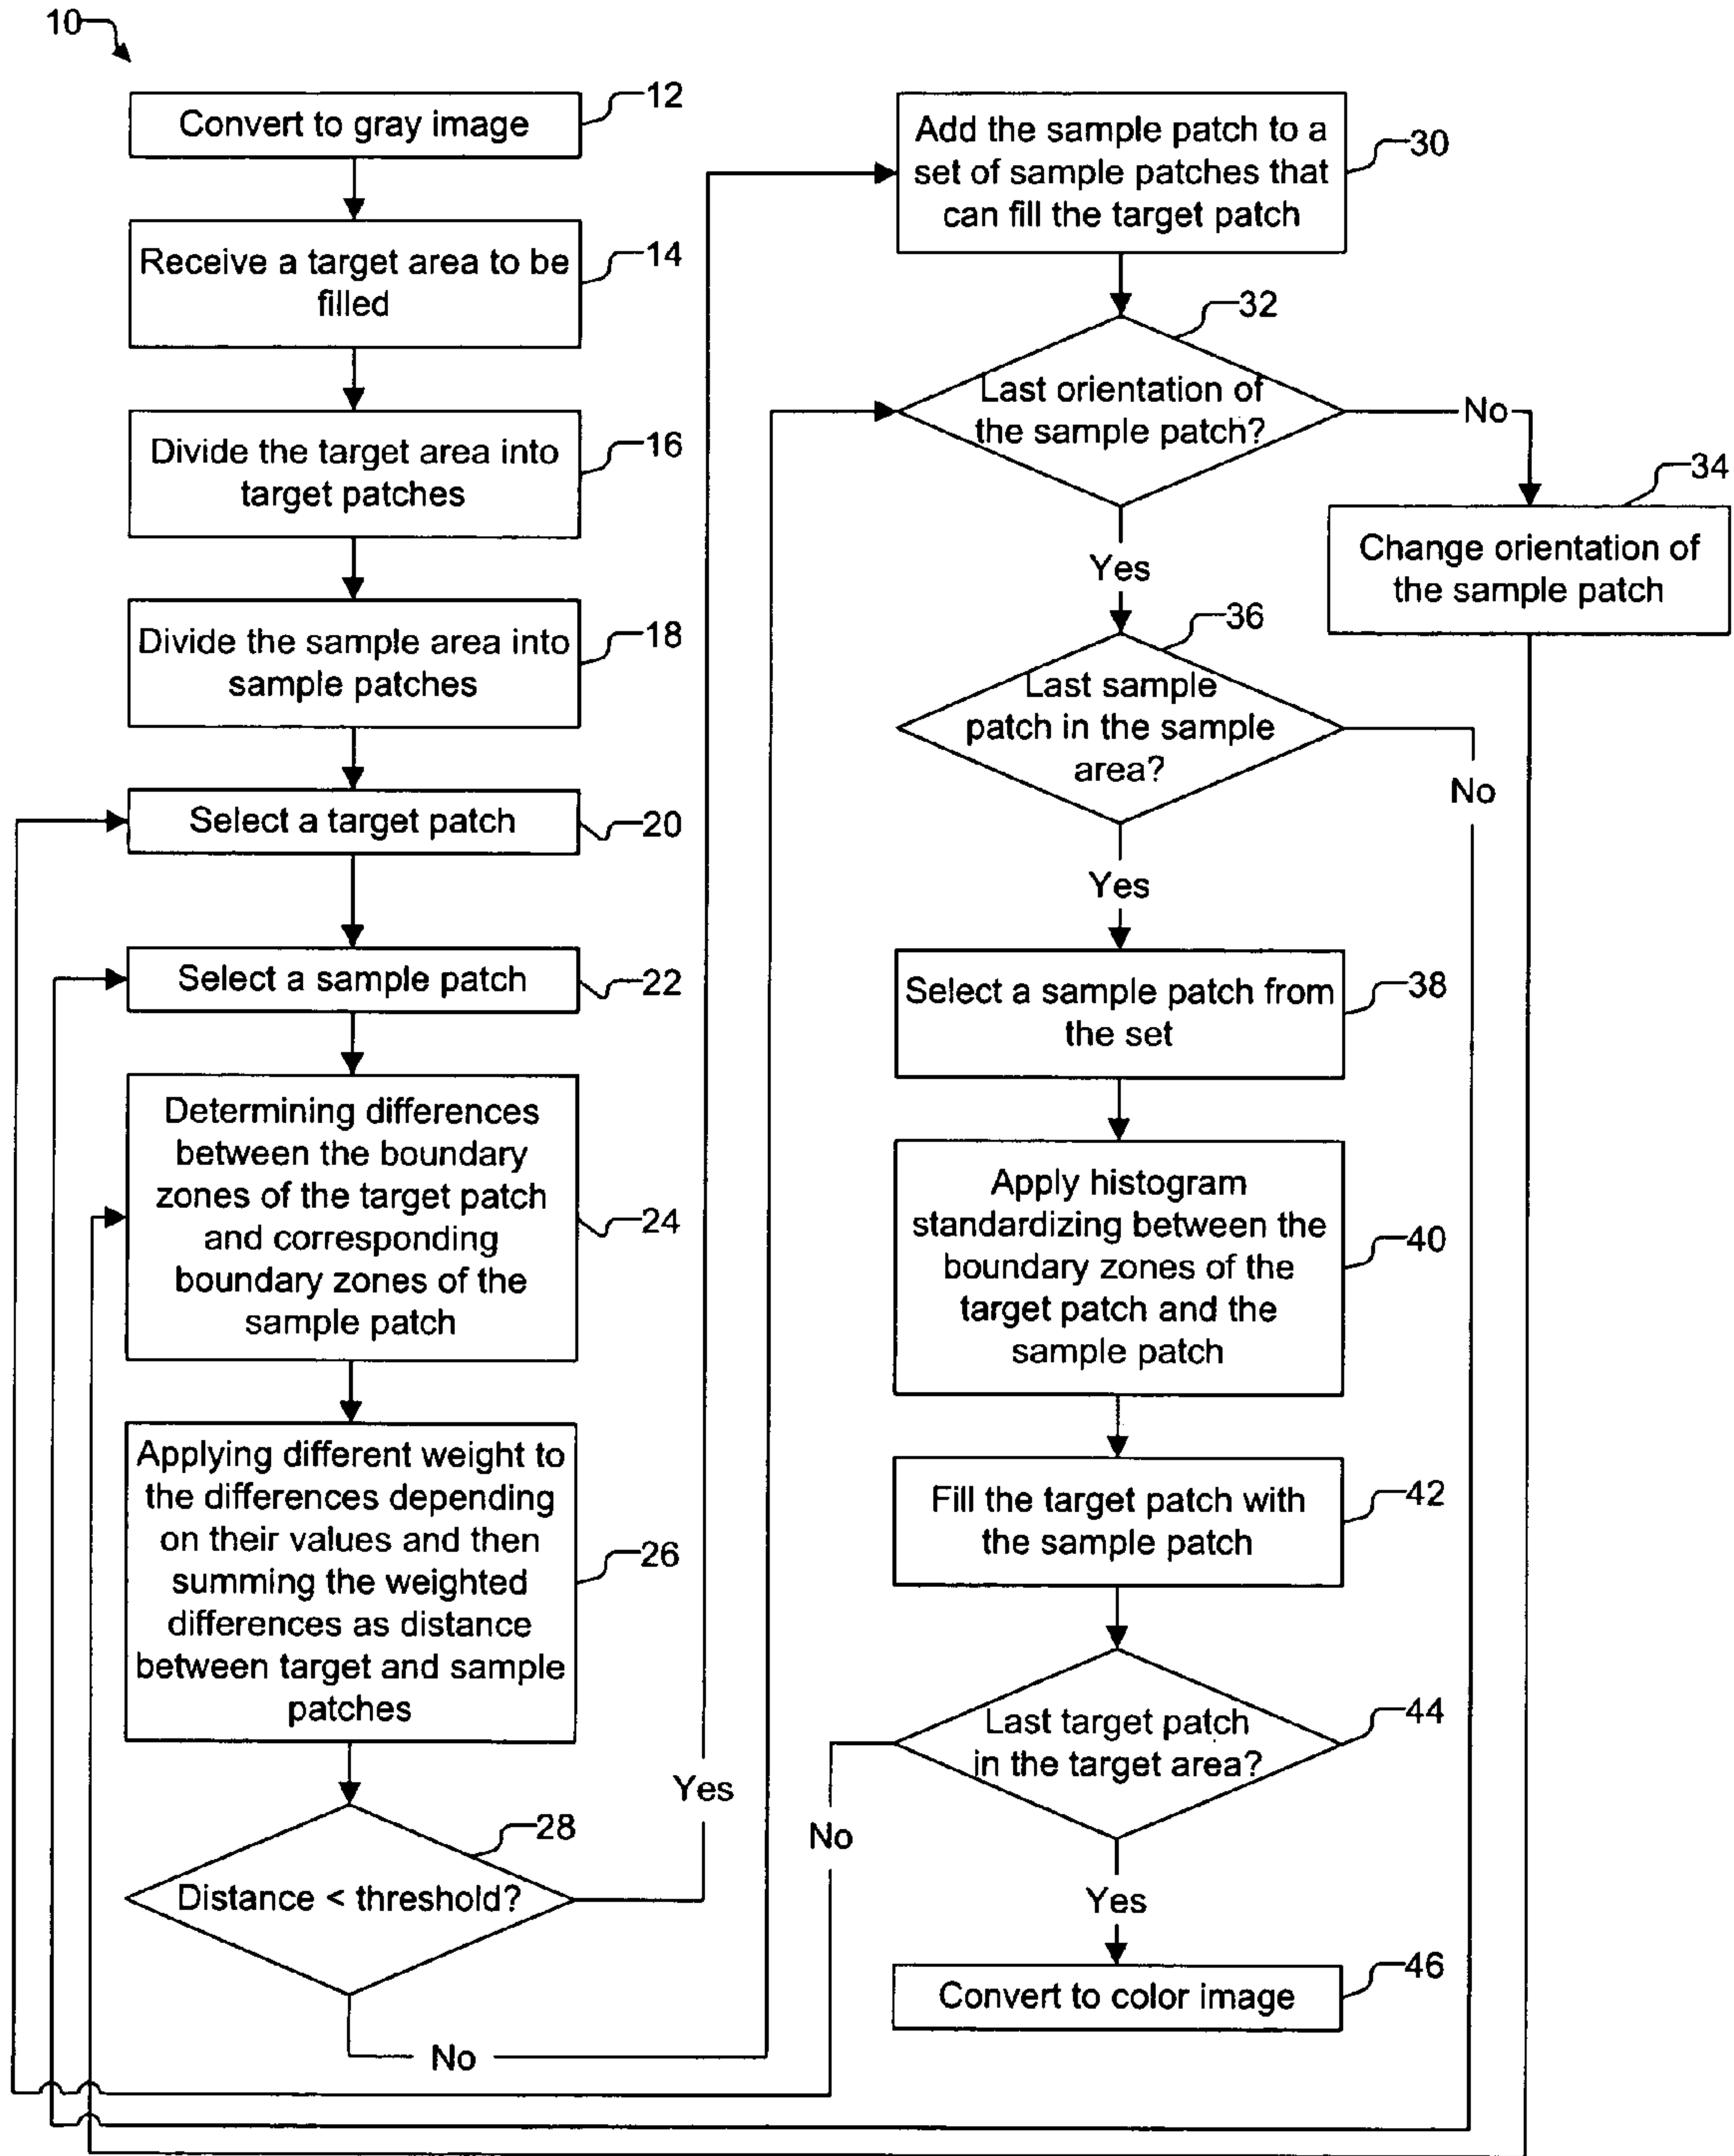 10
Convert to gray image
12
Receive a target area to be
filled
14
Divide the target area into
target patches
16
Divide the sample area into
sample patches
18
Select a target patch
20
Select a sample patch
22
Determining differences
between the boundary
zones of the target patch
and corresponding
boundary zones of the
sample patch
24
Applying different weight to
the differences depending
on their values and then
summing the weighted
differences as distance
between target and sample
patches
26
Distance < threshold?
28
Yes
No
Add the sample patch to a
set of sample patches that
can fill the target patch
30
Last orientation of
the sample patch?
32
No
Yes
Change orientation of
the sample patch
34
Last sample
patch in the sample
area?
36
No
Yes
Select a sample patch from
the set
38
Apply histogram
standardizing between the
boundary zones of the
target patch and the
sample patch
40
Fill the target patch with
the sample patch
42
Last target patch
in the target area?
44
No
Yes
Convert to color image
46